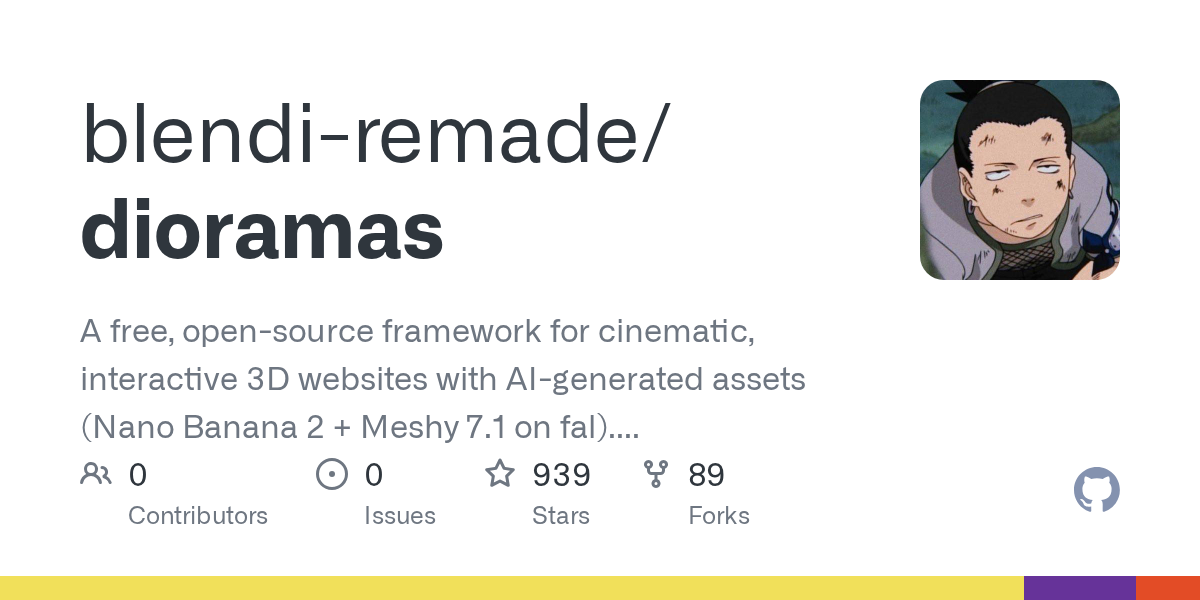 blendi-remade/
dioramas
A free, open-source framework for cinematic,
interactive 3D websites with AI-generated assets
(Nano Banana 2 + Meshy 7.1 on fal)....
0 0 939 89
Contributors Issues Stars Forks